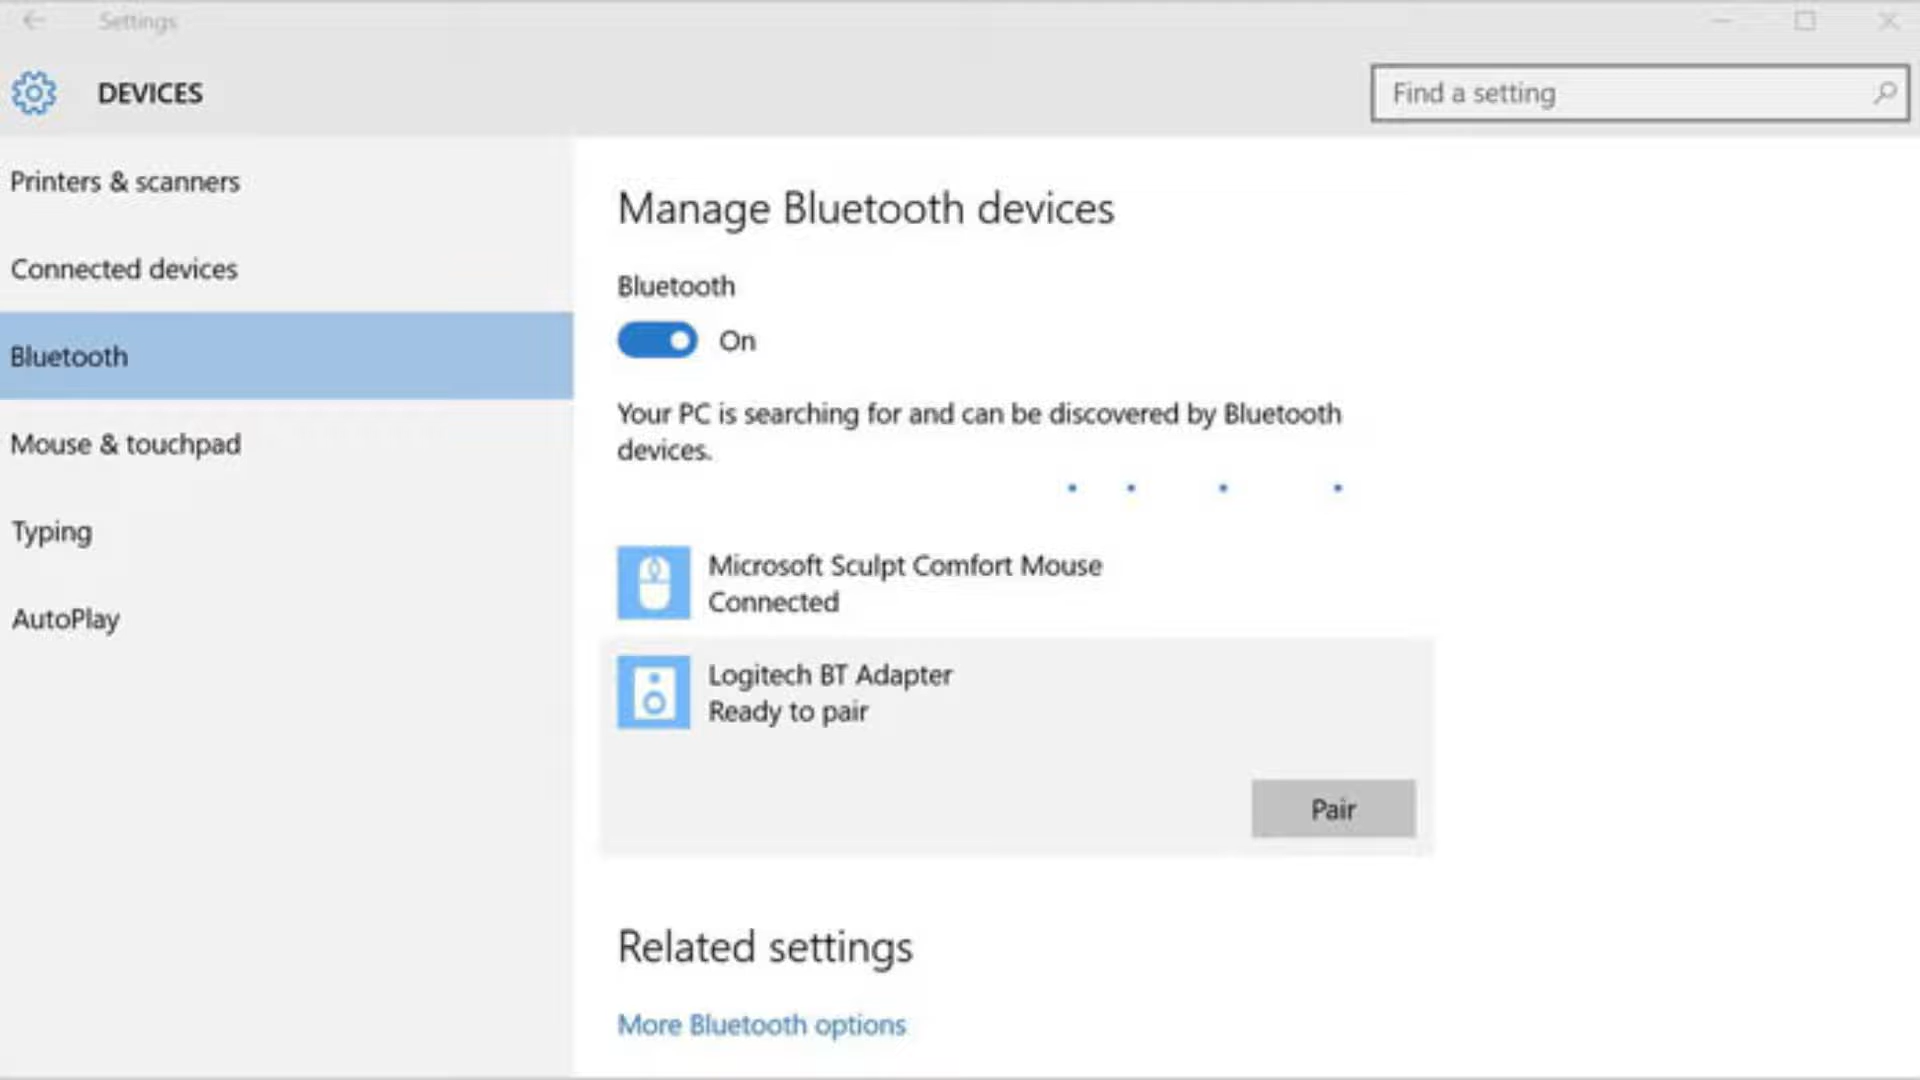 Settings
DEVICES
Find a setting
Printers & scanners
Connected devices
Bluetooth
Mouse & touchpad
Typing
AutoPlay
Manage Bluetooth devices
Bluetooth
On
Your PC is searching for and can be discovered by Bluetooth
devices.
Microsoft Sculpt Comfort Mouse
Connected
Logitech BT Adapter
Ready to pair
Pair
Related settings
More Bluetooth options